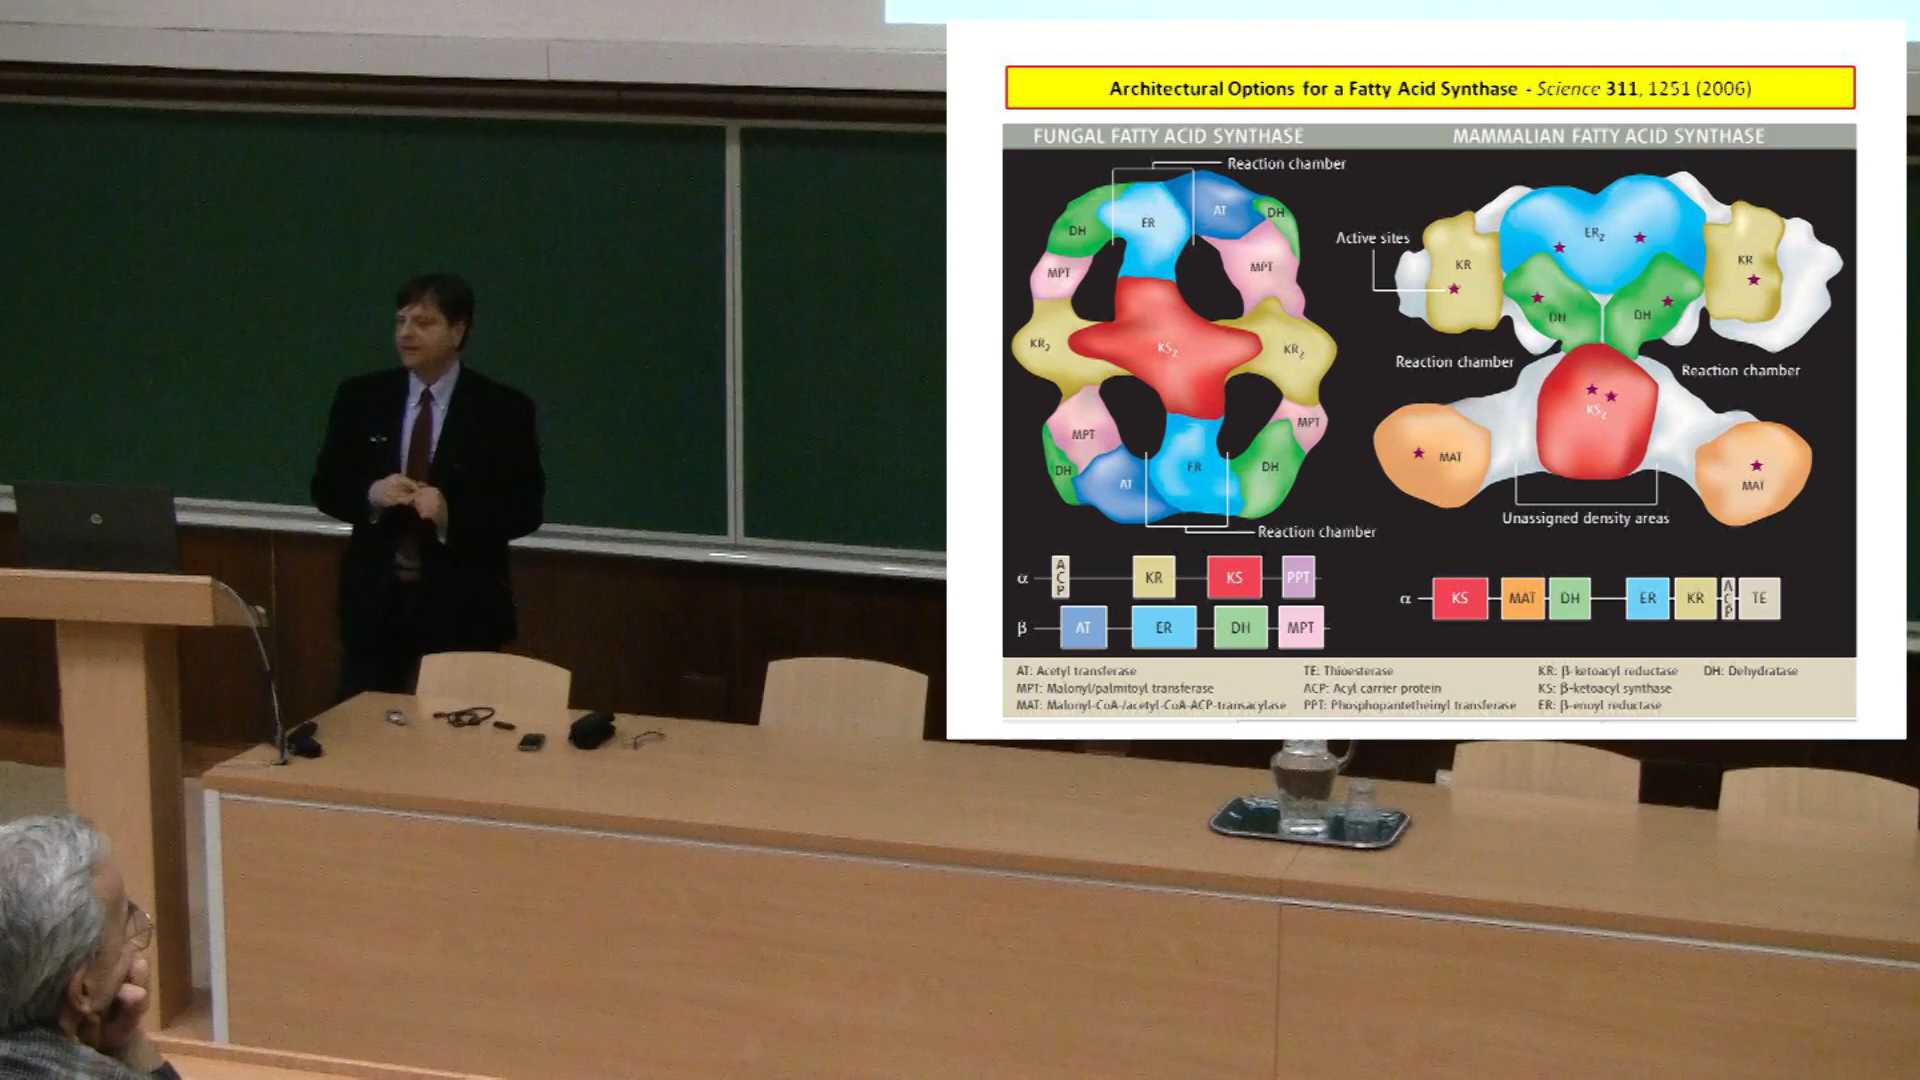 Architectural Options for a Fatty Acid Synthase - Science 311, 1251 (2006)
FUNGAL FATTY ACID SYNTHASE
Reaction chamber
ER
AT
DH
DH
MPT
MPT
KR2
KS2
KR2
MPT
MPT
DH
AT
ER
DH
Reaction chamber
α
ACP
KR
KS
PPT
β
AT
ER
DH
MPT
MAMMALIAN FATTY ACID SYNTHASE
Active sites
ER2
KR
KR
DH
DH
Reaction chamber
Reaction chamber
KS2
MAT
MAT
Unassigned density areas
α
KS
MAT
DH
ER
KR
ACP
TE
AT: Acetyl transferase
MPT: Malonyl/palmitoyl transferase
MAT: Malonyl-CoA-/acetyl-CoA-ACP-transacylase
TE: Thioesterase
ACP: Acyl carrier protein
PPT: Phosphopantetheinyl transferase
KR: β-ketoacyl reductase
KS: β-ketoacyl synthase
ER: β-enoyl reductase
DH: Dehydratase